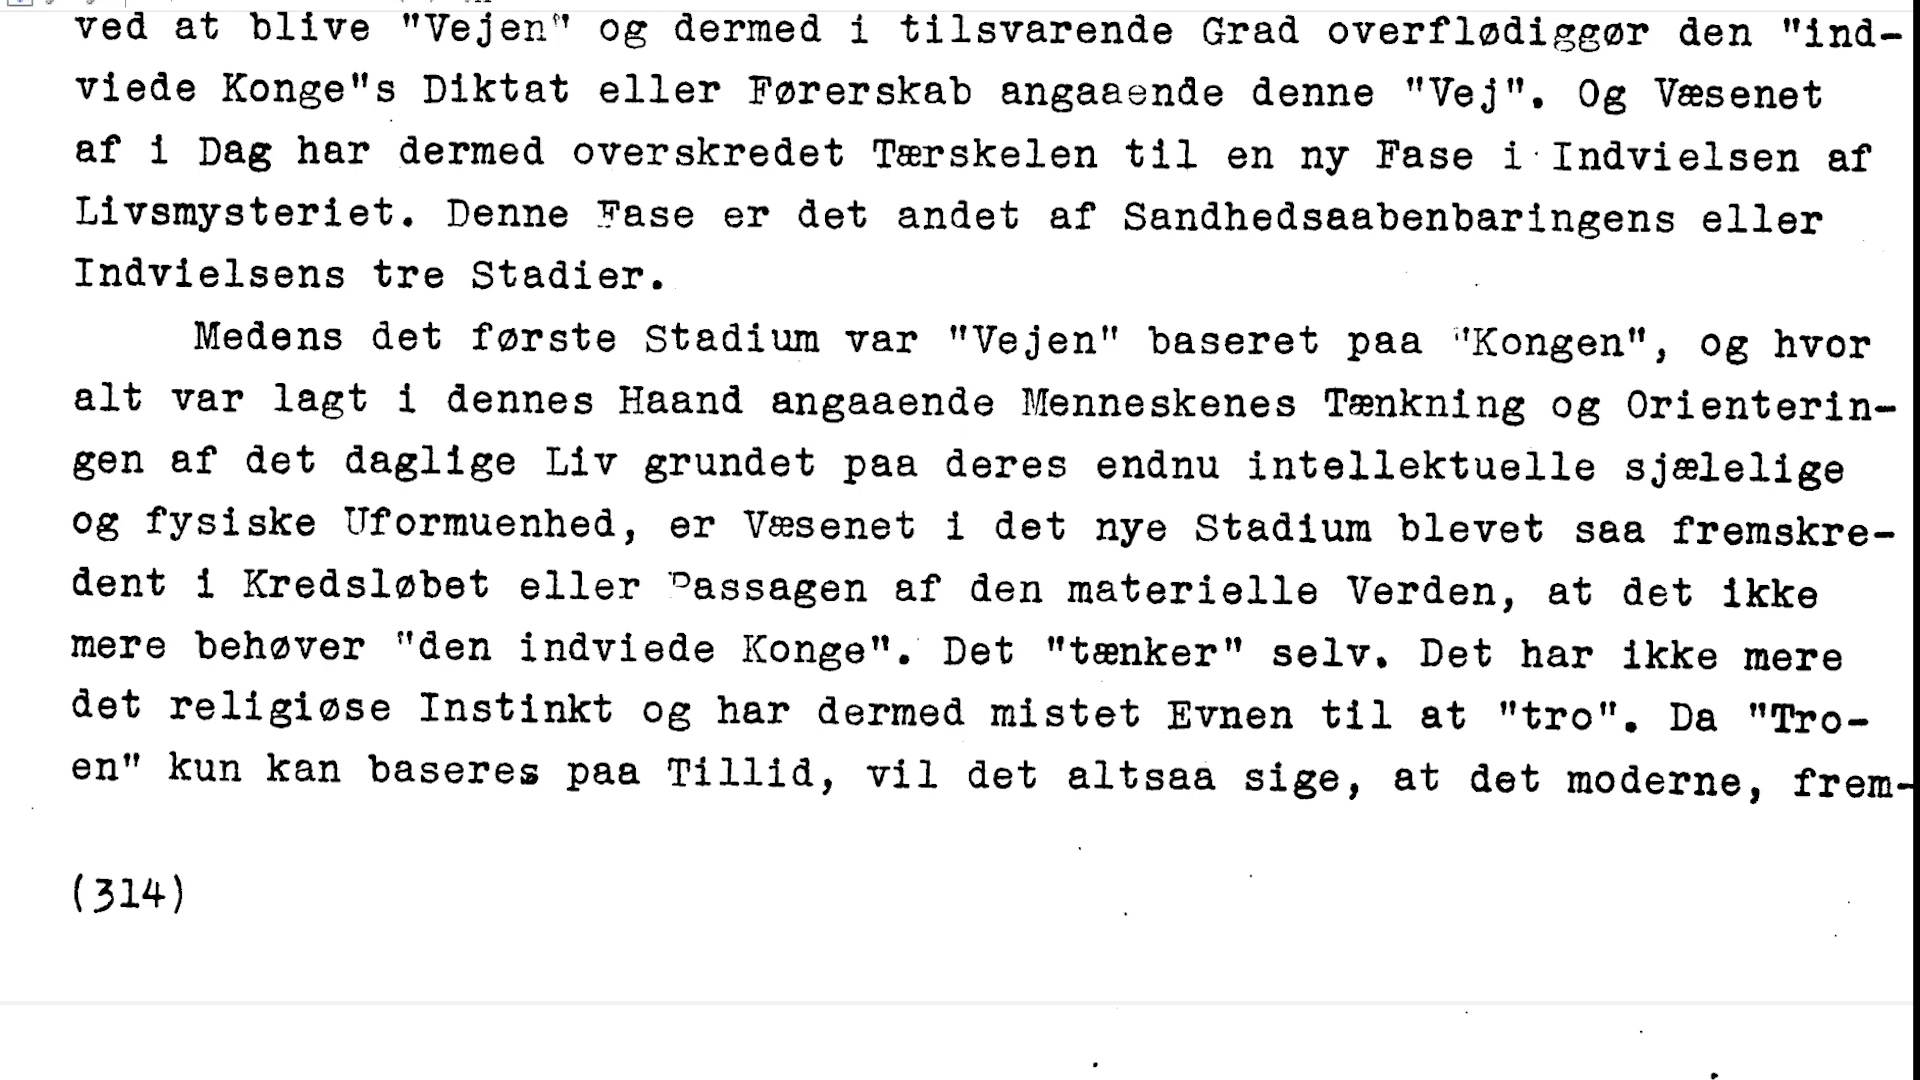 ved at blive "Vejen" og dermed i tilsvarende Grad overflødiggør den "ind-
viede Konge"s Diktat eller Førerskab angaaende denne "Vej". Og Væsenet
af i Dag har dermed overskredet Tærskelen til en ny Fase i Indvielsen af
Livsmysteriet. Denne Fase er det andet af Sandhedsaabenbaringens eller
Indvielsens tre Stadier.
Medens det første Stadium var "Vejen" baseret paa "Kongen", og hvor
alt var lagt i dennes Haand angaaende Menneskenes Tænkning og Orienterin-
gen af det daglige Liv grundet paa deres endnu intellektuelle sjælelige
og fysiske Uformuenhed, er Væsenet i det nye Stadium blevet saa fremskre-
dent i Kredsløbet eller Passagen af den materielle Verden, at det ikke
mere behøver "den indviede Konge". Det "tænker" selv. Det har ikke mere
det religiøse Instinkt og har dermed mistet Evnen til at "tro". Da "Tro-
en" kun kan baseres paa Tillid, vil det altsaa sige, at det moderne, frem-
(314)